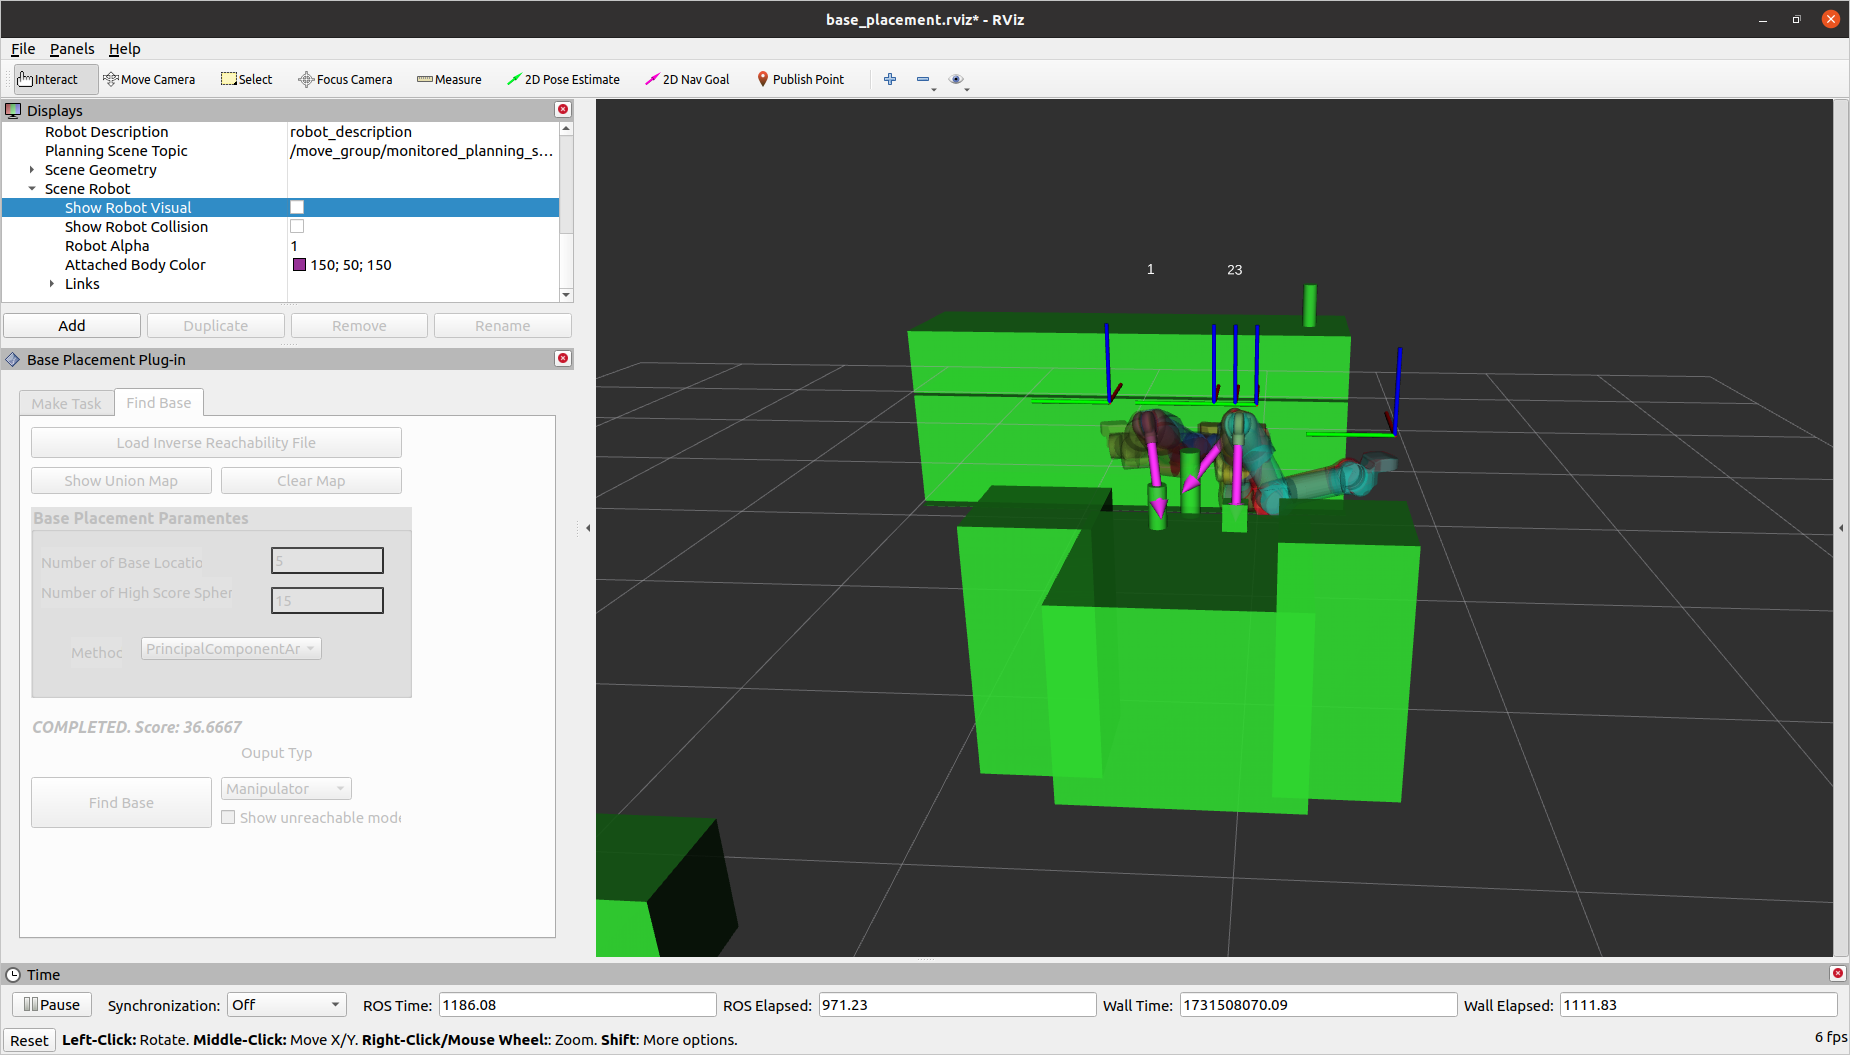 base_placement.rviz* - RViz
File Panels Help
Interact Move Camera Select Focus Camera Measure 2D Pose Estimate 2D Nav Goal Publish Point
Displays
Robot Description robot_description
Planning Scene Topic /move_group/monitored_planning_s...
Scene Geometry
Scene Robot
Show Robot Visual
Show Robot Collision
Robot Alpha 1
Attached Body Color 150; 50; 150
Links
Add Duplicate Remove Rename
Base Placement Plug-in
Make Task Find Base
Load Inverse Reachability File
Show Union Map Clear Map
Base Placement Paramentes
Number of Base Locatio 5
Number of High Score Spher 15
Method PrincipalComponentAr
COMPLETED. Score: 36.6667
Ouput Typ
Find Base Manipulator
Show unreachable mode
1 23
Time
Pause Synchronization: Off ROS Time: 1186.08 ROS Elapsed: 971.23 Wall Time: 1731508070.09 Wall Elapsed: 1111.83
Reset Left-Click: Rotate. Middle-Click: Move X/Y. Right-Click/Mouse Wheel:: Zoom. Shift: More options. 6 fps